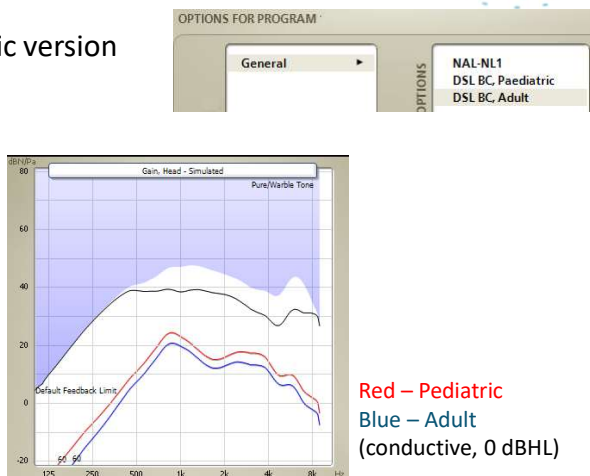 ic version
OPTIONS FOR PROGRAM
General
OPTIONS
NAL-NL1
DSL BC, Paediatric
DSL BC, Adult
dBN/Pa
Gain, Head - Simulated
Pure/Warble Tone
80
60
40
20
0
-20
Default Feedback Limit
60 60
125 250 500 1k 2k 4k 8k Hz
Red – Pediatric
Blue – Adult
(conductive, 0 dBHL)